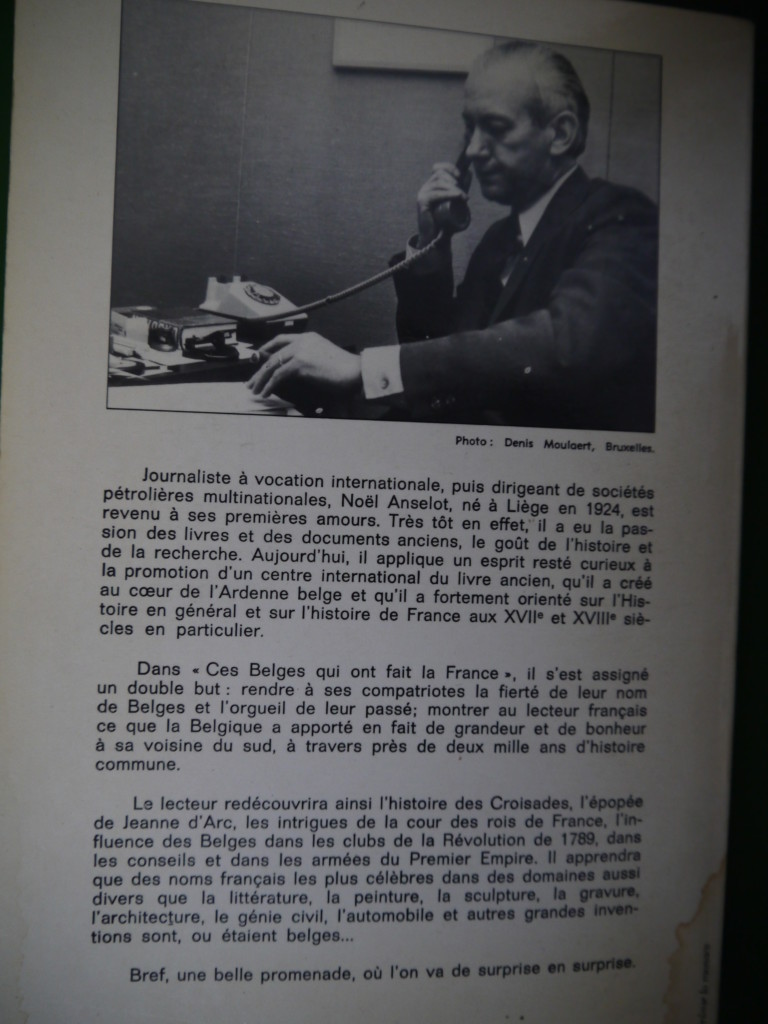 Photo : Denis Moulaert, Bruxelles.
Journaliste à vocation internationale, puis dirigeant de sociétés
pétrolières multinationales, Noël Anselot, né à Liège en 1924, est
revenu à ses premières amours. Très tôt en effet, il a eu la pas-
sion des livres et des documents anciens, le goût de l'histoire et
de la recherche. Aujourd'hui, il applique un esprit resté curieux à
la promotion d'un centre international du livre ancien, qu'il a créé
au cœur de l'Ardenne belge et qu'il a fortement orienté sur l'His-
toire en général et sur l'histoire de France aux XVIIe et XVIIIe siè-
cles en particulier.
Dans « Ces Belges qui ont fait la France », il s'est assigné
un double but : rendre à ses compatriotes la fierté de leur nom
de Belges et l'orgueil de leur passé; montrer au lecteur français
ce que la Belgique a apporté en fait de grandeur et de bonheur
à sa voisine du sud, à travers près de deux mille ans d'histoire
commune.
Le lecteur redécouvrira ainsi l'histoire des Croisades, l'épopée
de Jeanne d'Arc, les intrigues de la cour des rois de France, l'in-
fluence des Belges dans les clubs de la Révolution de 1789, dans
les conseils et dans les armées du Premier Empire. Il apprendra
que des noms français les plus célèbres dans des domaines aussi
divers que la littérature, la peinture, la sculpture, la gravure,
l'architecture, le génie civil, l'automobile et autres grandes inven-
tions sont, ou étaient belges...
Bref, une belle promenade, où l'on va de surprise en surprise.